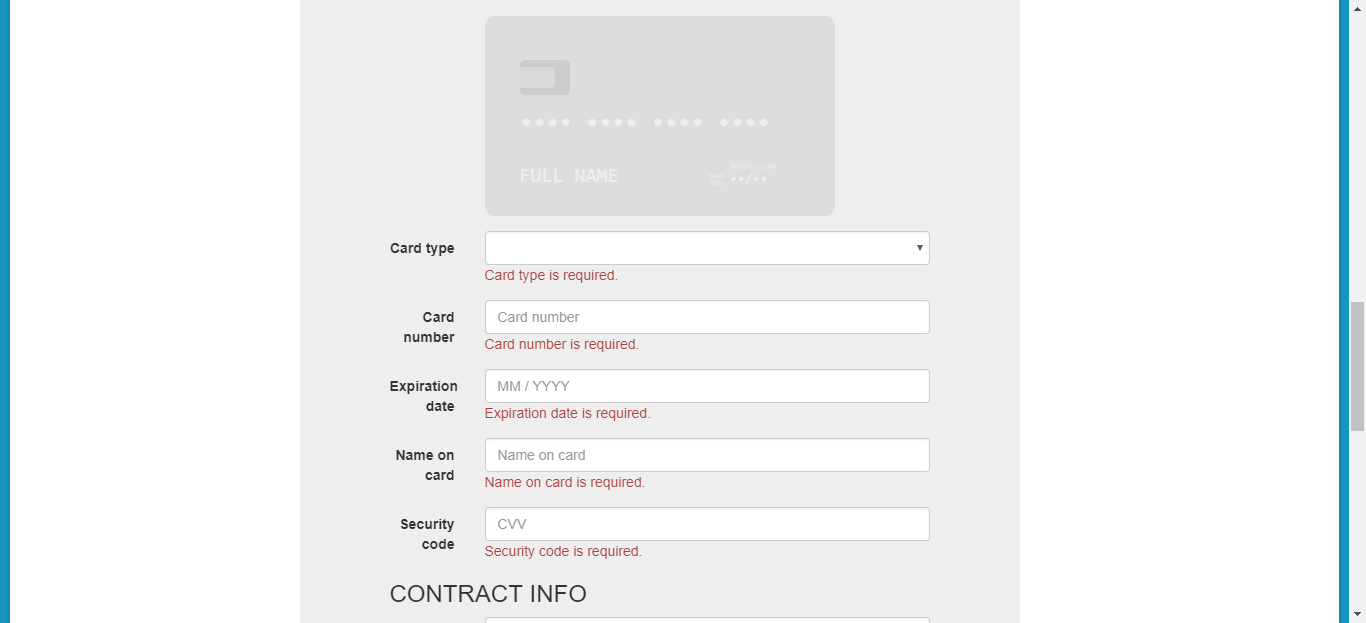 •••• •••• •••• ••••
FULL NAME
••/••
Card type
Card type is required.
Card number
Card number
Card number is required.
Expiration date
MM / YYYY
Expiration date is required.
Name on card
Name on card
Name on card is required.
Security code
CVV
Security code is required.
CONTRACT INFO